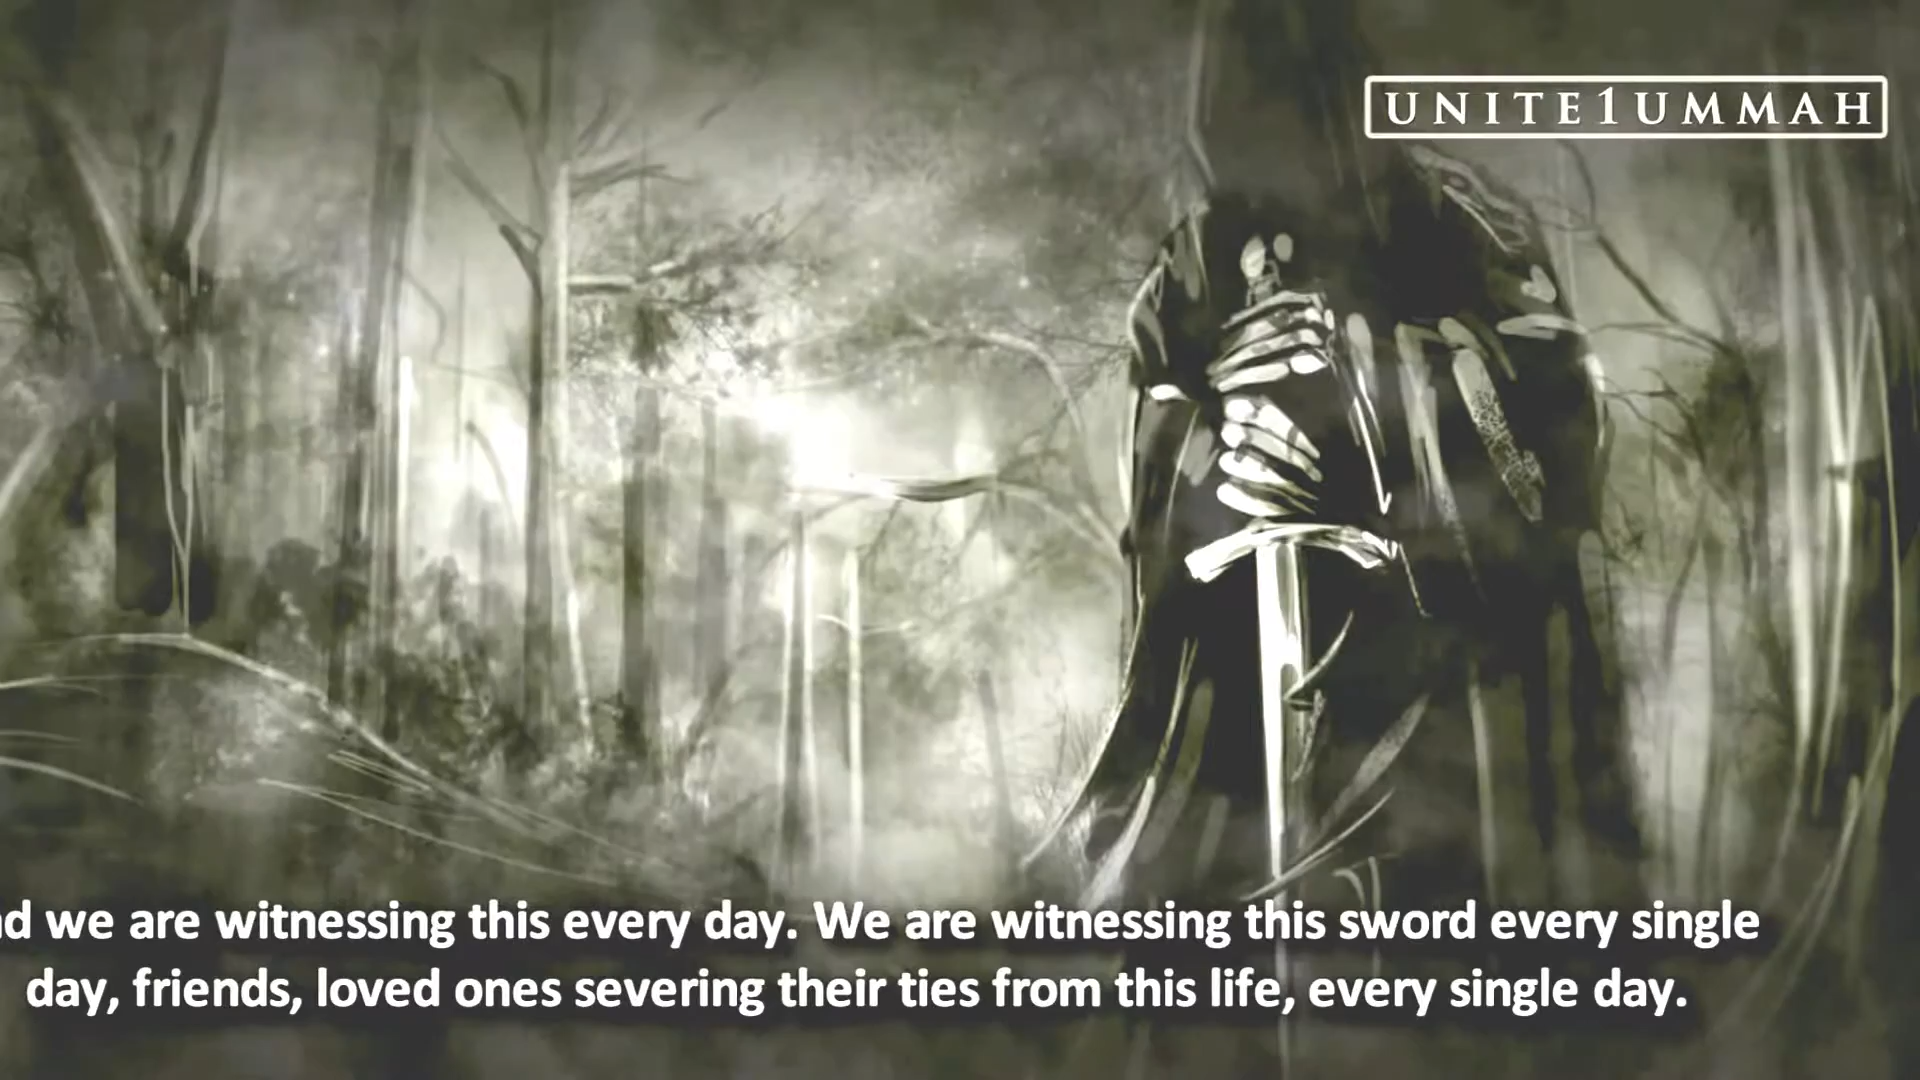 UNITE1UMMAH
we are witnessing this every day. We are witnessing this sword every single
day, friends, loved ones severing their ties from this life, every single day.